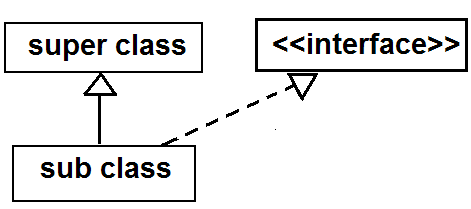 super class
<<interface>>
sub class